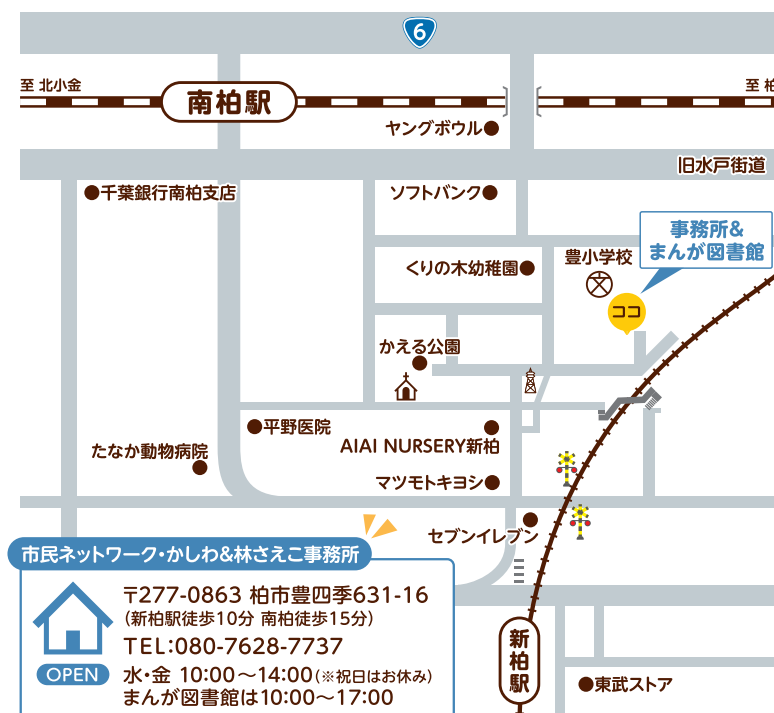 6
至 北小金
南柏駅
至 柏
ヤングボウル
旧水戸街道
千葉銀行南柏支店
ソフトバンク
事務所&
まんが図書館
豊小学校
文
くりの木幼稚園
ココ
かえる公園
平野医院
AIAI NURSERY新柏
たなか動物病院
マツモトキヨシ
セブンイレブン
市民ネットワーク・かしわ&林さえこ事務所
〒277-0863 柏市豊四季631-16
(新柏駅徒歩10分 南柏徒歩15分)
TEL:080-7628-7737
OPEN
水・金 10:00〜14:00(※祝日はお休み)
まんが図書館は10:00〜17:00
新柏駅
東武ストア